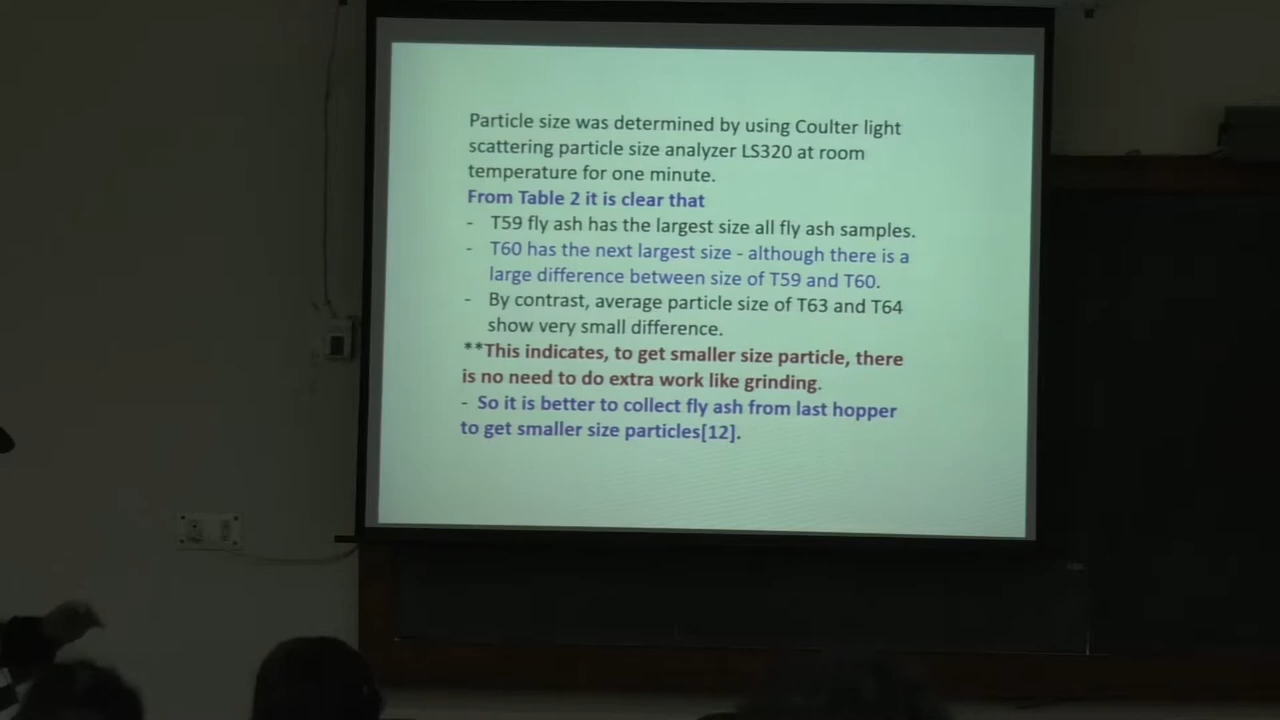 Particle size was determined by using Coulter light
scattering particle size analyzer LS320 at room
temperature for one minute.
From Table 2 it is clear that
- T59 fly ash has the largest size all fly ash samples.
- T60 has the next largest size - although there is a
large difference between size of T59 and T60.
- By contrast, average particle size of T63 and T64
show very small difference.
**This indicates, to get smaller size particle, there
is no need to do extra work like grinding.
- So it is better to collect fly ash from last hopper
to get smaller size particles[12].